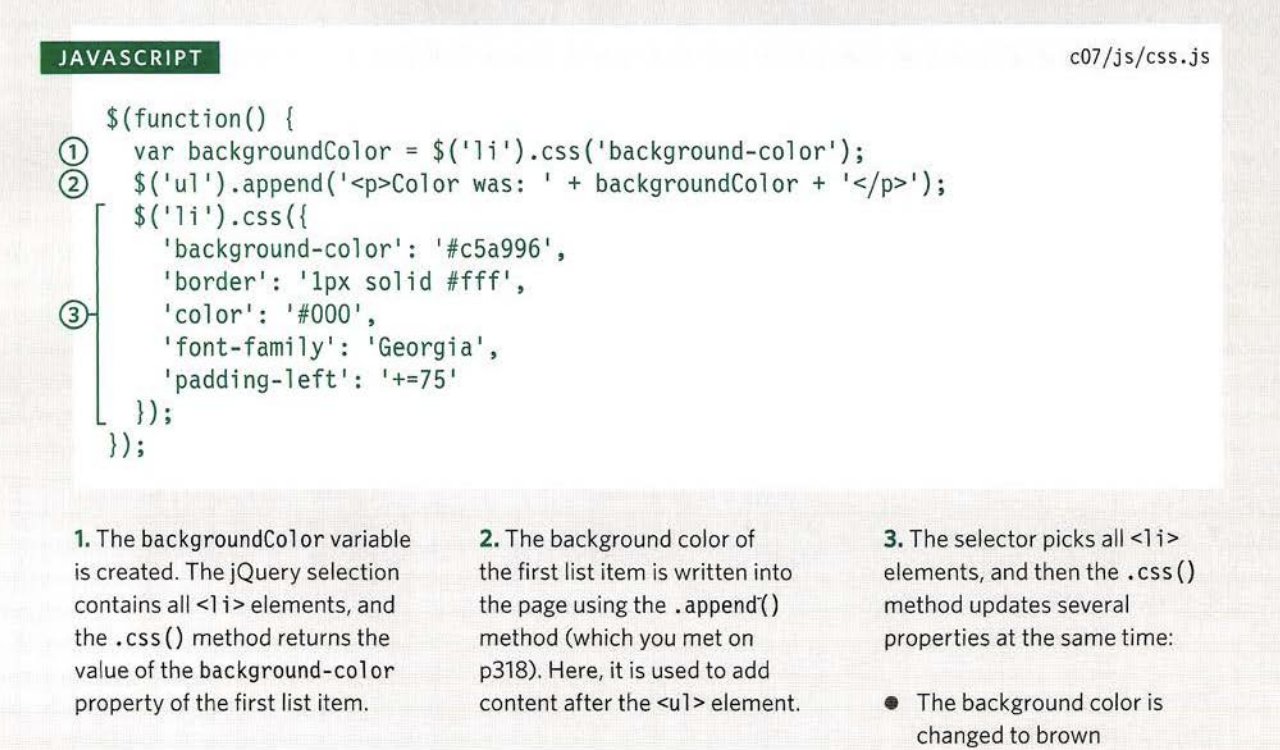 JAVASCRIPT
c07/js/css.js
$(function() {
① var backgroundColor = $('li').css('background-color');
② $('ul').append('<p>Color was: ' + backgroundColor + '</p>');
$('li').css({
'background-color': '#c5a996',
'border': '1px solid #fff',
③ 'color': '#000',
'font-family': 'Georgia',
'padding-left': '+=75'
});
});
1. The backgroundColor variable
is created. The jQuery selection
contains all <li> elements, and
the .css() method returns the
value of the background-color
property of the first list item.
2. The background color of
the first list item is written into
the page using the .append()
method (which you met on
p318). Here, it is used to add
content after the <ul> element.
3. The selector picks all <li>
elements, and then the .css()
method updates several
properties at the same time:
● The background color is
changed to brown